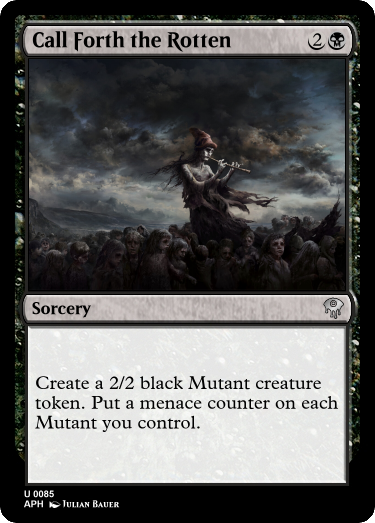 Call Forth the Rotten 2
Sorcery
Create a 2/2 black Mutant creature
token. Put a menace counter on each
Mutant you control.
U 0085
APH Julian Bauer